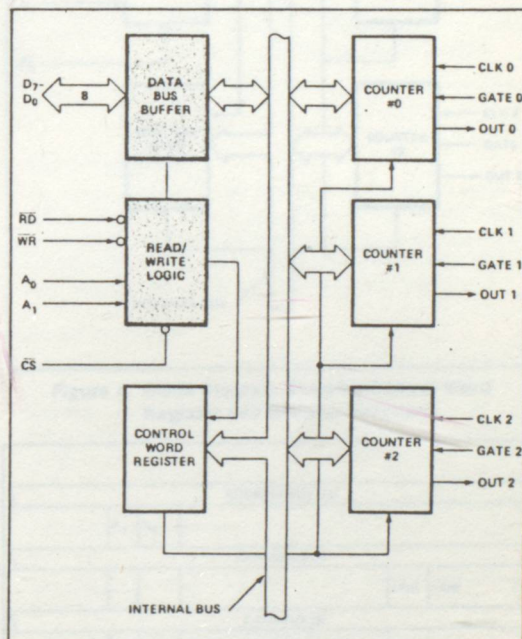 DATA
BUS
BUFFER
D7-
D0
8
COUNTER
#0
CLK 0
GATE 0
OUT 0
RD
WR
A0
A1
CS
READ/
WRITE
LOGIC
COUNTER
#1
CLK 1
GATE 1
OUT 1
CONTROL
WORD
REGISTER
COUNTER
#2
CLK 2
GATE 2
OUT 2
INTERNAL BUS